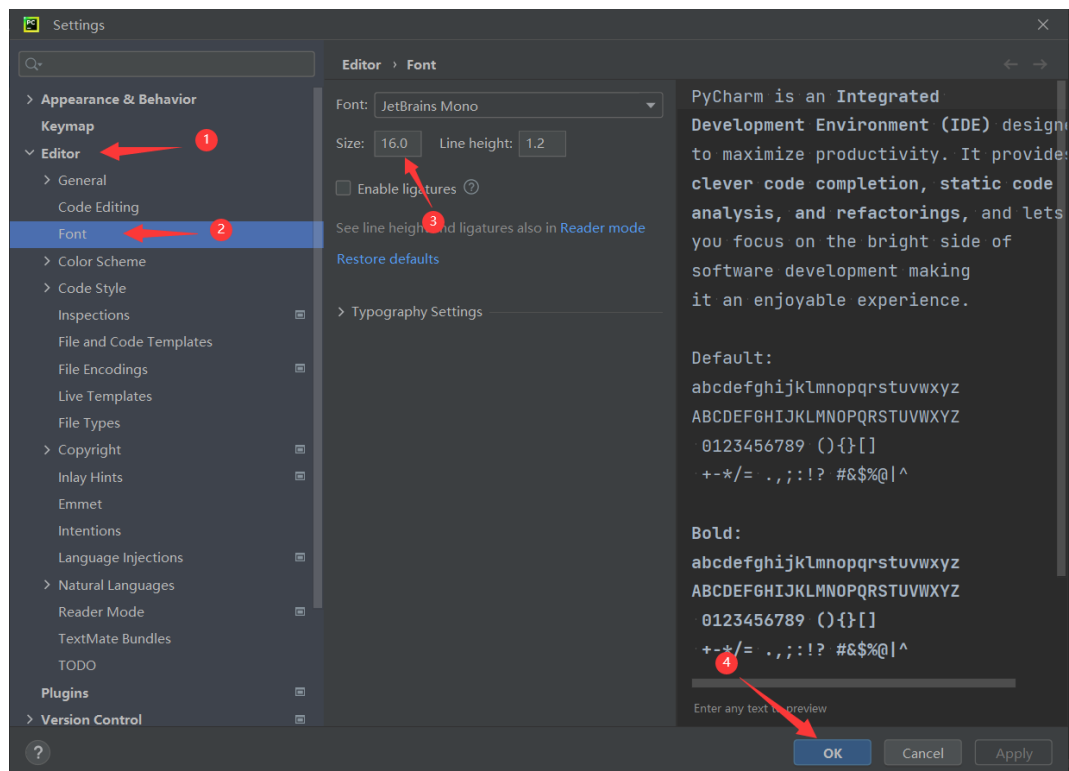 PC Settings
Appearance & Behavior
Keymap
Editor
1
General
Code Editing
Font
2
Color Scheme
Code Style
Inspections
File and Code Templates
File Encodings
Live Templates
File Types
Copyright
Inlay Hints
Emmet
Intentions
Language Injections
Natural Languages
Reader Mode
TextMate Bundles
TODO
Plugins
Version Control
?
Editor › Font
Font: JetBrains Mono
Size: 16.0 Line height: 1.2
Enable ligatures ?
3
See line height and ligatures also in Reader mode
Restore defaults
Typography Settings
PyCharm is an Integrated
Development Environment (IDE) designe
to maximize productivity. It provides
clever code completion, static code
analysis, and refactorings, and lets
you focus on the bright side of
software development making
it an enjoyable experience.
Default:
abcdefghijklmnopqrstuvwxyz
ABCDEFGHIJKLMNOPQRSTUVWXYZ
0123456789 (){}[]
+-*/= .,;:!? #&$%@|^
Bold:
abcdefghijklmnopqrstuvwxyz
ABCDEFGHIJKLMNOPQRSTUVWXYZ
0123456789 (){}[]
+-*/= .,;:!? #&$%@|^
4
Enter any text to preview
OK Cancel Apply